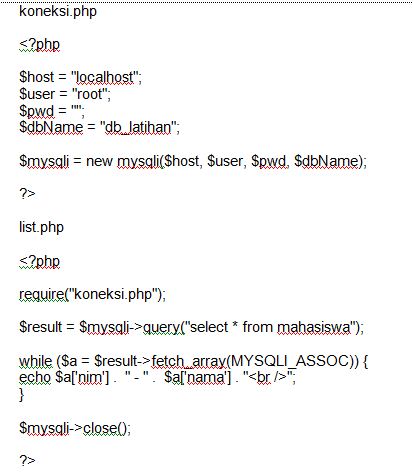 koneksi.php
<?php
$host = "localhost";
$user = "root";
$pwd = "";
$dbName = "db_latihan";
$mysqli = new mysqli($host, $user, $pwd, $dbName);
?>
list.php
<?php
require("koneksi.php");
$result = $mysqli->query("select * from mahasiswa");
while ($a = $result->fetch_array(MYSQLI_ASSOC)) {
echo $a['nim'] .  " - " .  $a['nama'] . "<br />";
}
$mysqli->close();
?>